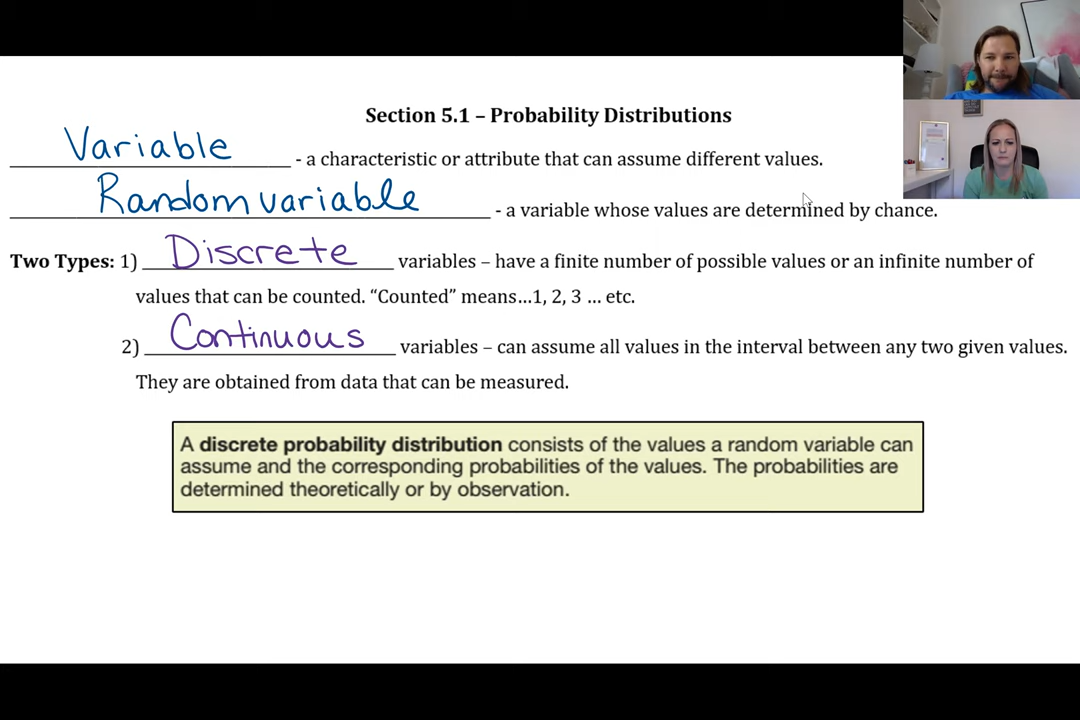 Section 5.1 – Probability Distributions
Variable - a characteristic or attribute that can assume different values.
Random variable - a variable whose values are determined by chance.
Two Types: 1) Discrete variables – have a finite number of possible values or an infinite number of
values that can be counted. “Counted” means…1, 2, 3 … etc.
2) Continuous variables – can assume all values in the interval between any two given values.
They are obtained from data that can be measured.
A discrete probability distribution consists of the values a random variable can
assume and the corresponding probabilities of the values. The probabilities are
determined theoretically or by observation.